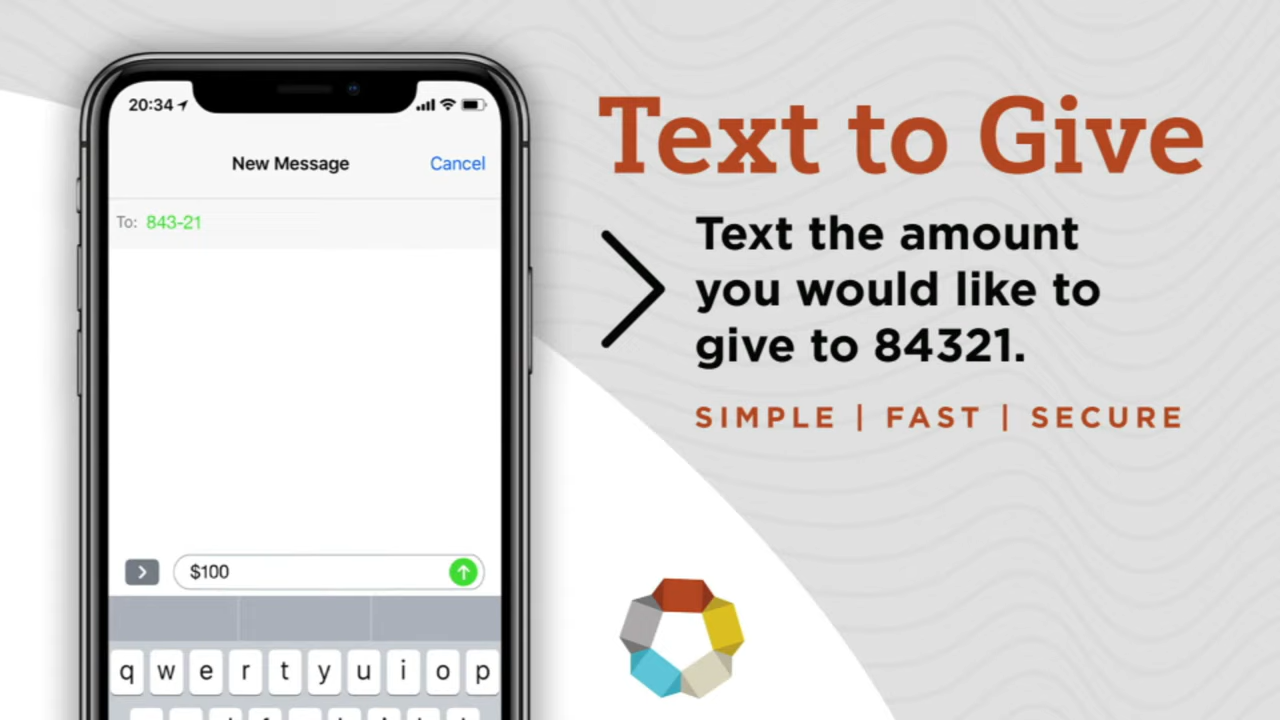 20:34
New Message
Cancel
To: 843-21
$100
q w e r t y u i o p
Text to Give
Text the amount
you would like to
give to 84321.
SIMPLE | FAST | SECURE